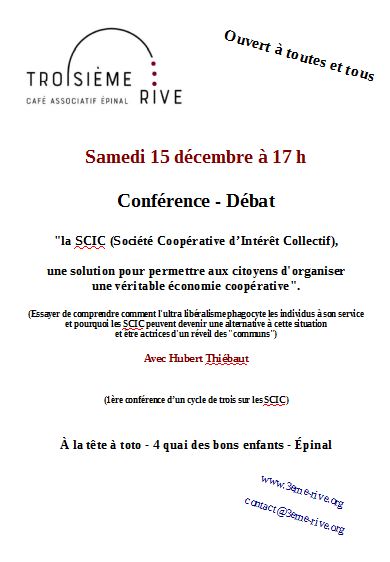 TROISIÈME
CAFÉ ASSOCIATIF ÉPINAL
RIVE
Ouvert à toutes et tous
Samedi 15 décembre à 17 h
Conférence - Débat
"la SCIC (Société Coopérative d'Intérêt Collectif),
une solution pour permettre aux citoyens d'organiser
une véritable économie coopérative".
(Essayer de comprendre comment l'ultra libéralisme phagocyte les individus à son service
et pourquoi les SCIC peuvent devenir une alternative à cette situation
et être actrices d'un réveil des "communs")
Avec Hubert Thiébaut
(1ère conférence d'un cycle de trois sur les SCIC)
À la tête à toto - 4 quai des bons enfants - Épinal
www.3eme-rive.org
contact@3eme-rive.org